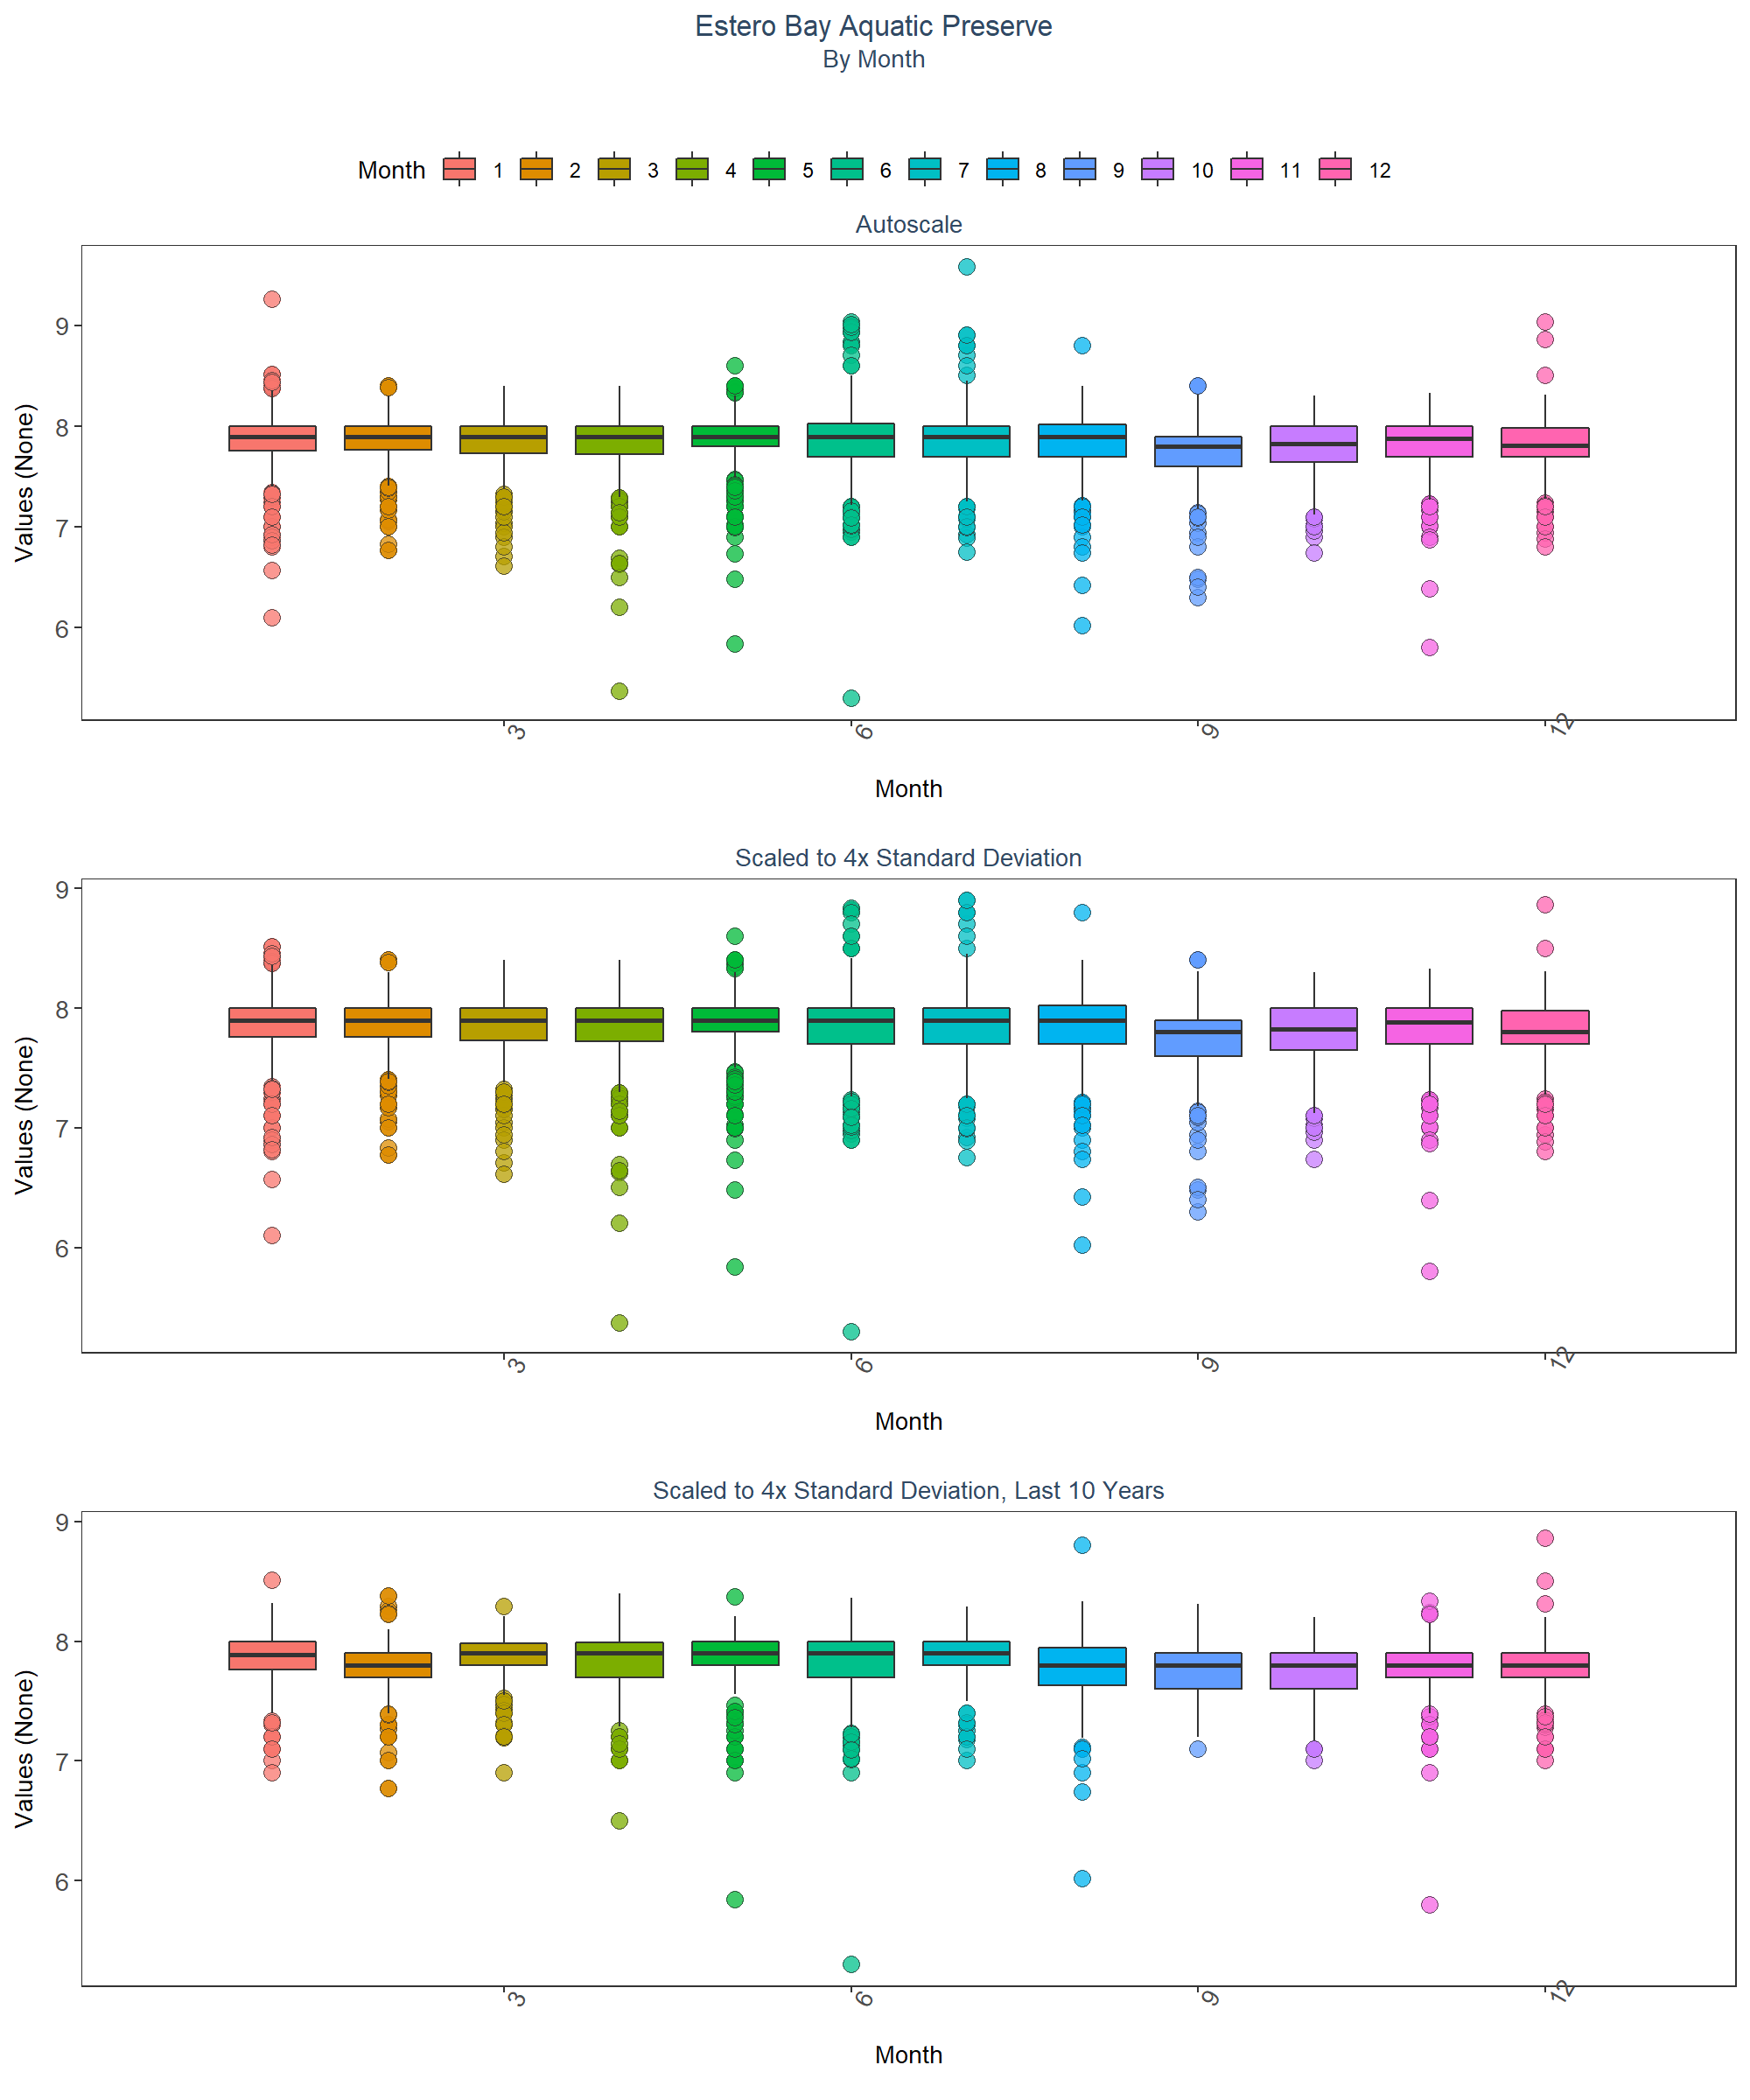 Estero Bay Aquatic Preserve
By Month
Month 1 2 3 4 5 6 7 8 9 10 11 12
Autoscale
Values (None)
9
8
7
6
3 6 9 12
Month
Scaled to 4x Standard Deviation
Values (None)
9
8
7
6
3 6 9 12
Month
Scaled to 4x Standard Deviation, Last 10 Years
Values (None)
9
8
7
6
3 6 9 12
Month